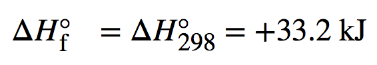 ΔH°f = ΔH°298 = +33.2 kJ